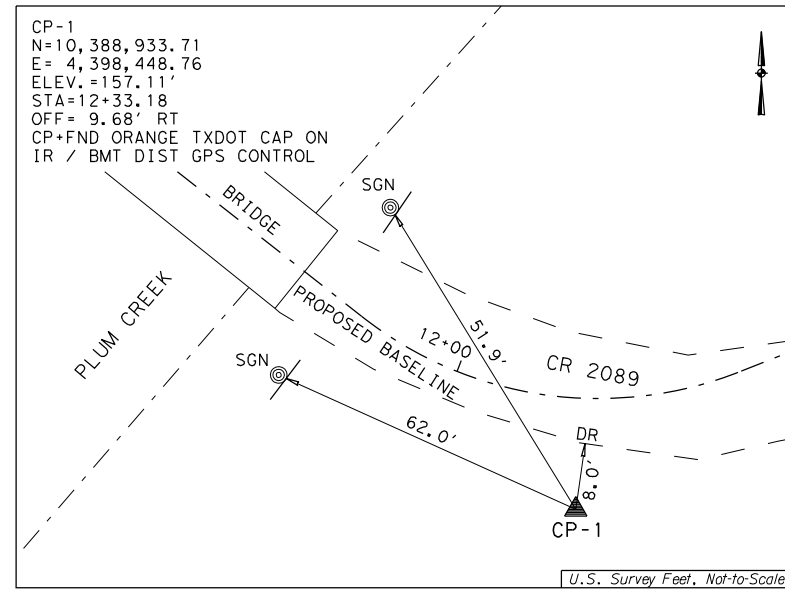 CP-1
N=10,388,933.71
E= 4,398,448.76
ELEV.=157.11'
STA=12+33.18
OFF= 9.68' RT
CP+FND ORANGE TXDOT CAP ON
IR / BMT DIST GPS CONTROL
SGN
BRIDGE
PLUM CREEK
PROPOSED BASELINE
12+00
51.9'
CR 2089
SGN
62.0'
DR
8.0'
CP-1
U.S. Survey Feet, Not-to-Scale